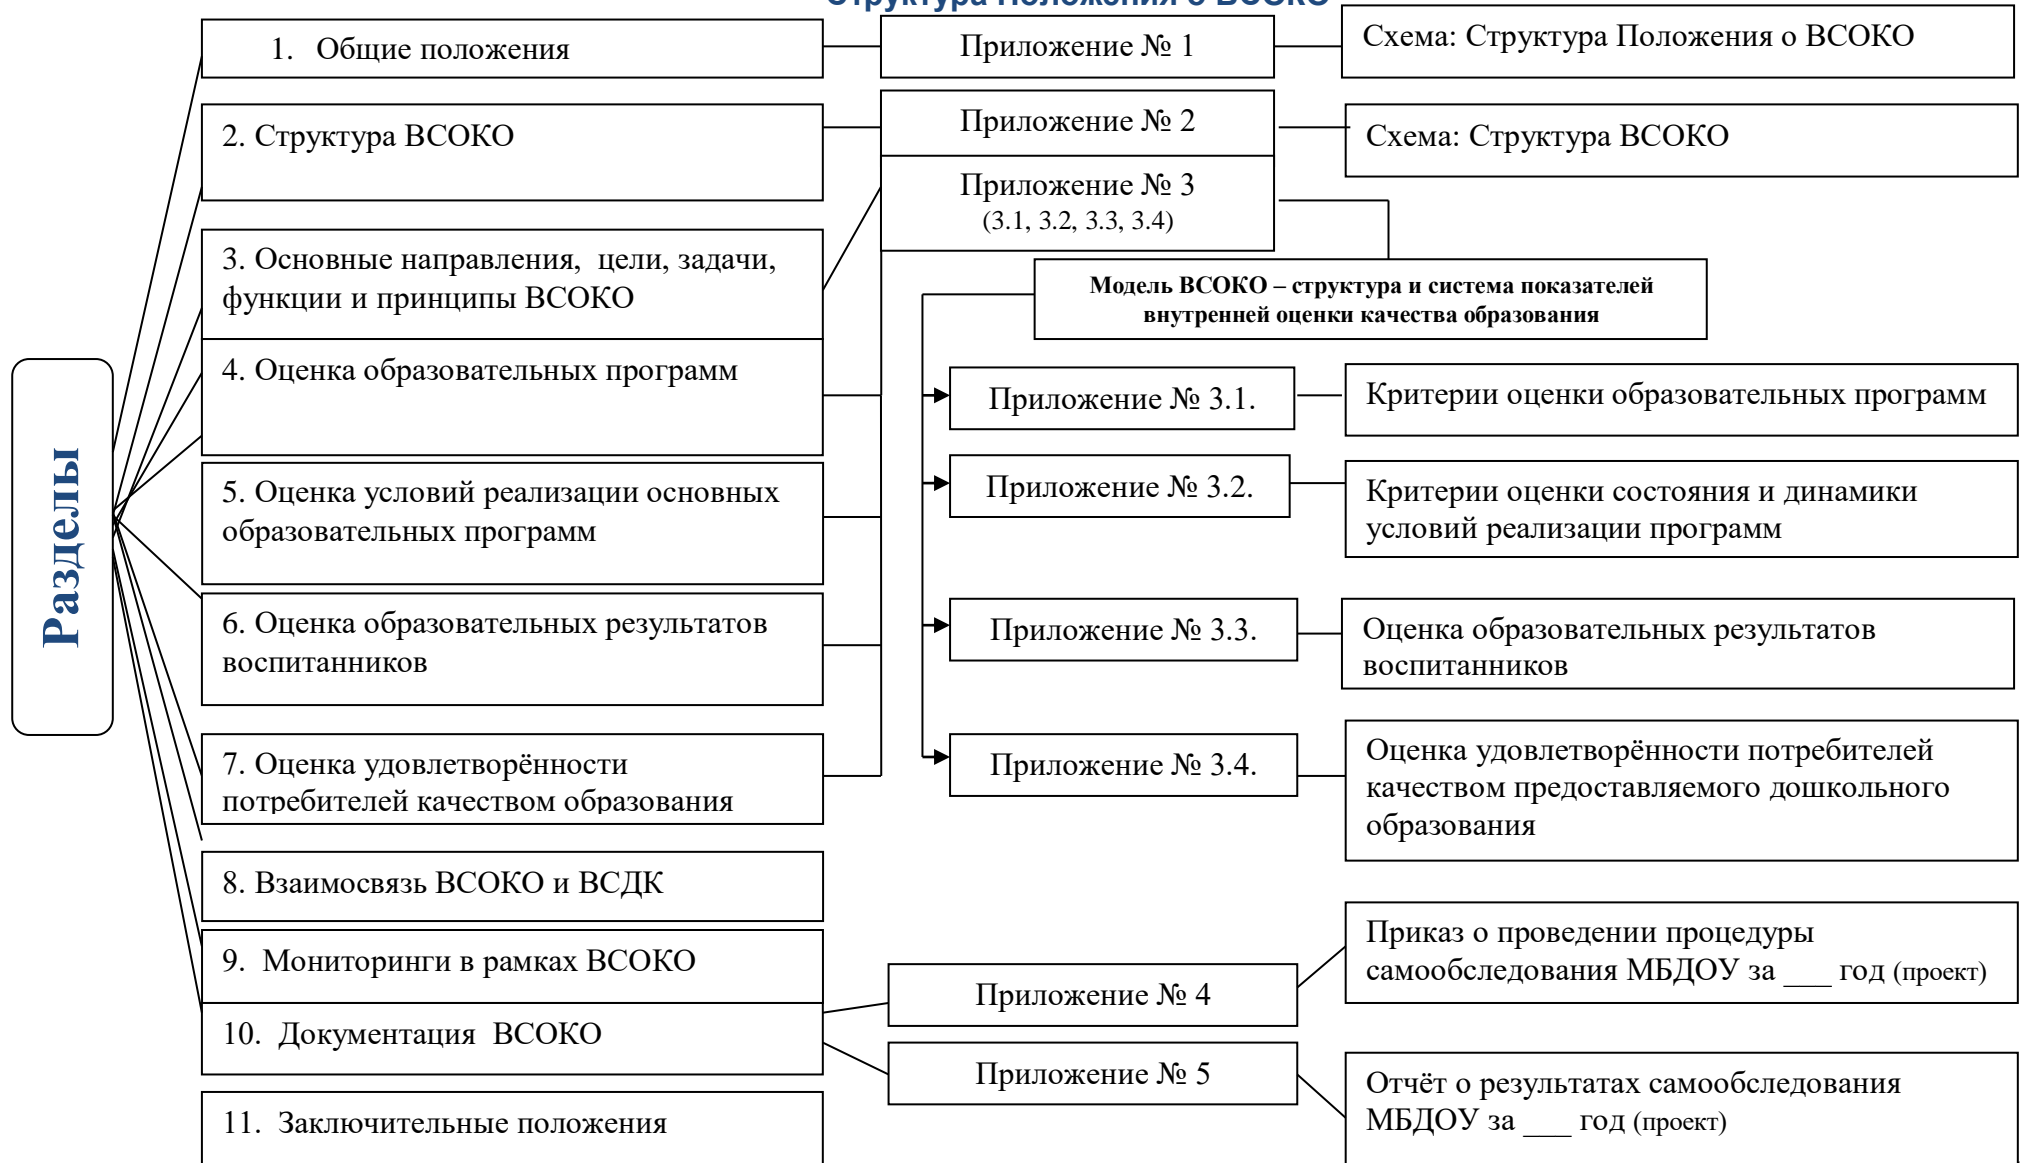 Структура Положения о ВСОКО
Разделы
1. Общие положения
Приложение № 1
Схема: Структура Положения о ВСОКО
2. Структура ВСОКО
Приложение № 2
Схема: Структура ВСОКО
Приложение № 3
(3.1, 3.2, 3.3, 3.4)
3. Основные направления, цели, задачи,
функции и принципы ВСОКО
Модель ВСОКО – структура и система показателей
внутренней оценки качества образования
4. Оценка образовательных программ
Приложение № 3.1.
Критерии оценки образовательных программ
5. Оценка условий реализации основных
образовательных программ
Приложение № 3.2.
Критерии оценки состояния и динамики
условий реализации программ
6. Оценка образовательных результатов
воспитанников
Приложение № 3.3.
Оценка образовательных результатов
воспитанников
7. Оценка удовлетворённости
потребителей качеством образования
Приложение № 3.4.
Оценка удовлетворённости потребителей
качеством предоставляемого дошкольного
образования
8. Взаимосвязь ВСОКО и ВСДК
9. Мониторинги в рамках ВСОКО
10. Документация ВСОКО
Приложение № 4
Приказ о проведении процедуры
самообследования МБДОУ за ___ год (проект)
Приложение № 5
Отчёт о результатах самообследования
МБДОУ за ___ год (проект)
11. Заключительные положения